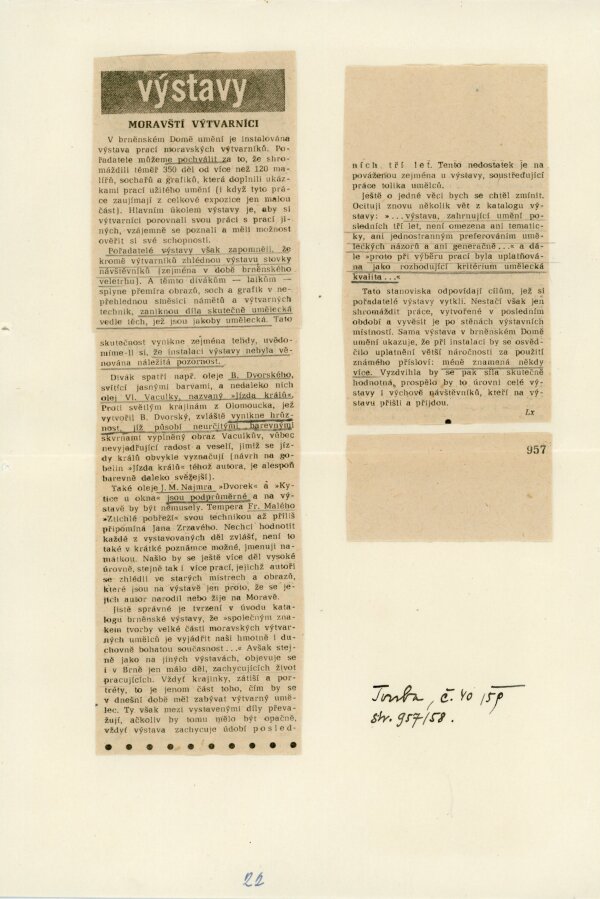 výstavy
MORAVŠTÍ VÝTVARNÍCI
V brněnském Domě umění je instalována
výstava prací moravských výtvarníků. Po-
řadatele můžeme pochválit za to, že shro-
máždili téměř 350 děl od více než 120 ma-
lířů, sochařů a grafiků, která doplnili ukáz-
kami prací užitého umění (i když tyto prá-
ce zaujímají z celkové expozice jen malou
část). Hlavním úkolem výstavy je, aby si
výtvarníci porovnali svou práci s prací ji-
ných, vzájemně se poznali a měli možnost
ověřit si své schopnosti.
Pořadatelé výstavy však zapomněli, že
kromě výtvarníků zhlédnou výstavu stovky
návštěvníků (zejména v době brněnského
veletrhu). A těmto divákům — laikům —
splyne přemíra obrazů, soch a grafik v ne-
přehlednou směsici námětů a výtvarných
technik, zaniknou díla skutečně umělecká
vedle těch, jež jsou jakoby umělecká. Tato
skutečnost vynikne zejména tehdy, uvědo-
míme-li si, že instalaci výstavy nebyla vě-
nována náležitá pozornost.
Divák spatří např. oleje B. Dvorského,
svítící jasnými barvami, a nedaleko nich
olej Vl. Vaculky, nazvaný »Jízda králů«.
Proti světlým krajinám z Olomoucka, jež
vytvořil B. Dvorský, zvláště vynikne hrůz-
nost, jíž působí neurčitými barevnými
skvrnami vyplněný obraz Vaculkův, vůbec
nevyjadřující radost a veselí, jimiž se jíz-
dy králů obvykle vyznačují (návrh na go-
belín »Jízda králů« téhož autora, je alespoň
barevně daleko svěžejší).
Také oleje J. M. Najmra »Dvorek« a »Ky-
tice u okna« jsou podprůměrné a na vý-
stavě by být nemusely. Tempera Fr. Malého
»Ztichlé pobřeží« svou technikou až příliš
připomíná Jana Zrzavého. Nechci hodnotit
každé z vystavovaných děl zvlášť, není to
také v krátké poznámce možné, jmenuji na-
mátkou. Našlo by se ještě více děl vysoké
úrovně, stejně tak i více prací, jejichž autoři
se zhlédli ve starých mistrech a obrazů,
které jsou na výstavě jen proto, že se je-
jich autor narodil nebo žije na Moravě.
Jistě správné je tvrzení v úvodu kata-
logu brněnské výstavy, že »společným zna-
kem tvorby velké části moravských výtvar-
ných umělců je vyjádřit naši hmotně i du-
chovně bohatou současnost...« Avšak stej-
ně jako na jiných výstavách, objevuje se
i v Brně jen málo děl, zachycujících život
pracujících. Vždyť krajinky, zátiší a por-
tréty, to je jenom část toho, čím by se
v dnešní době měl zabývat výtvarný umě-
lec. Ty však mezi vystavenými díly převa-
žují, ačkoliv by tomu mělo být opačně,
vždyť výstava zachycuje údobí posled-
ních tří let. Tento nedostatek je na
pováženou zejména u výstavy, soustřeďující
práce tolika umělců.
Ještě o jedné věci bych se chtěl zmínit.
Ocituji znovu několik vět z katalogu vý-
stavy: »...výstava, zahrnující umění po-
sledních tří let, není omezena ani tematic-
ky, ani jednostranným preferováním umě-
leckých názorů a ani generačně...« a dá-
le »proto při výběru prací byla uplatňová-
na jako rozhodující kritérium umělecká
kvalita...«
Tato stanoviska odpovídají cílům, jež si
pořadatelé výstavy vytkli. Nestačí však jen
shromáždit práce, vytvořené v posledním
období a vyvěsit je po stěnách výstavních
místností. Sama výstava v brněnském Domě
umění ukazuje, že při instalaci by se osvěd-
čilo uplatnění větší náročnosti za použití
známého přísloví: méně znamená někdy
více. Vyzdvihla by se pak síla skutečně
hodnotná, prospělo by to úrovni celé vý-
stavy i výchově návštěvníků, kteří na vý-
stavu přišli a přijdou.
Lx
957
Tvorba, č. 40 / 59
str. 957/58.
22